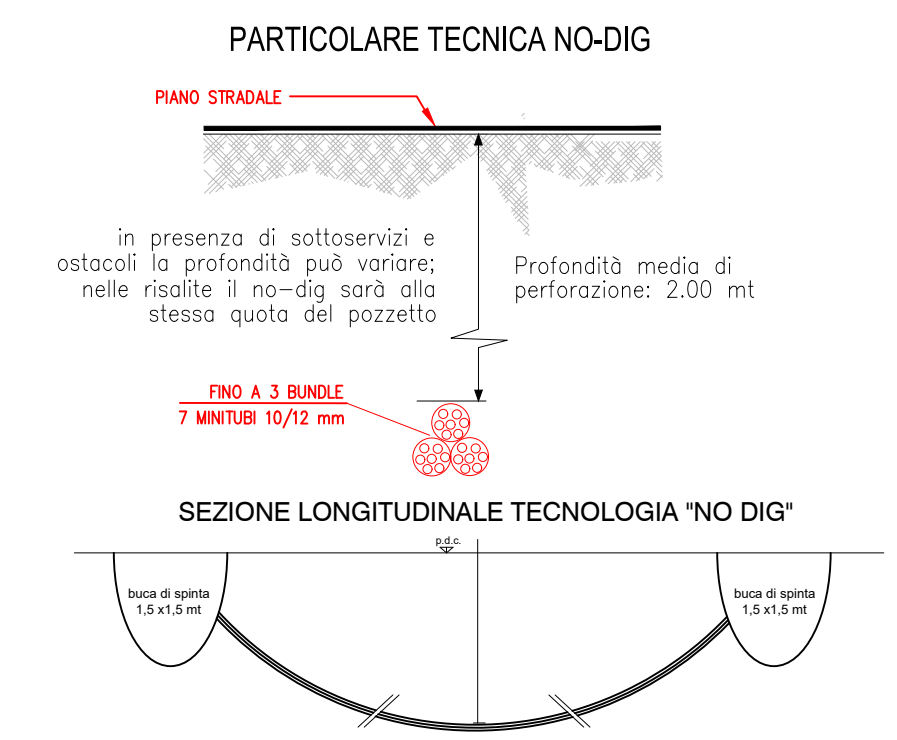 PARTICOLARE TECNICA NO-DIG
PIANO STRADALE
in presenza di sottoservizi e
ostacoli la profondità può variare;
nelle risalite il no-dig sarà alla
stessa quota del pozzetto
Profondità media di
perforazione: 2.00 mt
FINO A 3 BUNDLE
7 MINITUBI 10/12 mm
SEZIONE LONGITUDINALE TECNOLOGIA "NO DIG"
p.d.c.
buca di spinta
1,5 x1,5 mt
buca di spinta
1,5 x1,5 mt